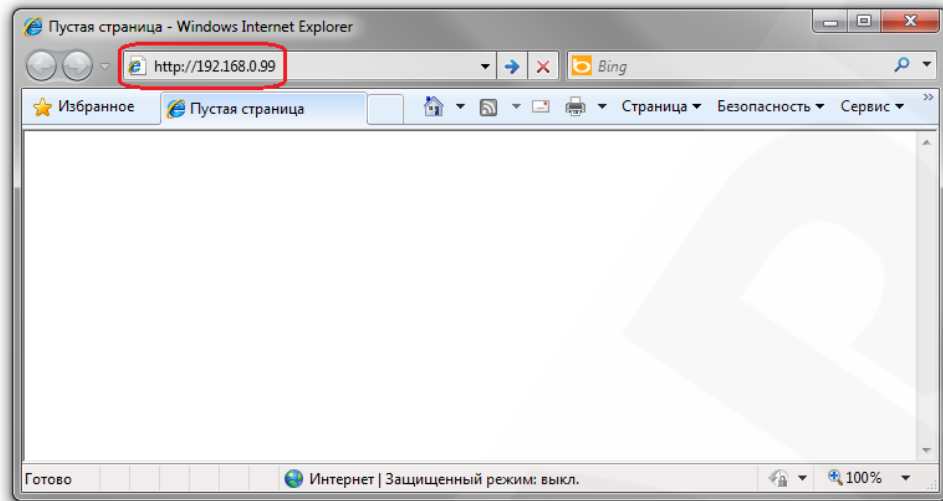 Пустая страница - Windows Internet Explorer
http://192.168.0.99
Bing
Избранное
Пустая страница
Страница
Безопасность
Сервис
Готово
Интернет | Защищенный режим: выкл.
100%